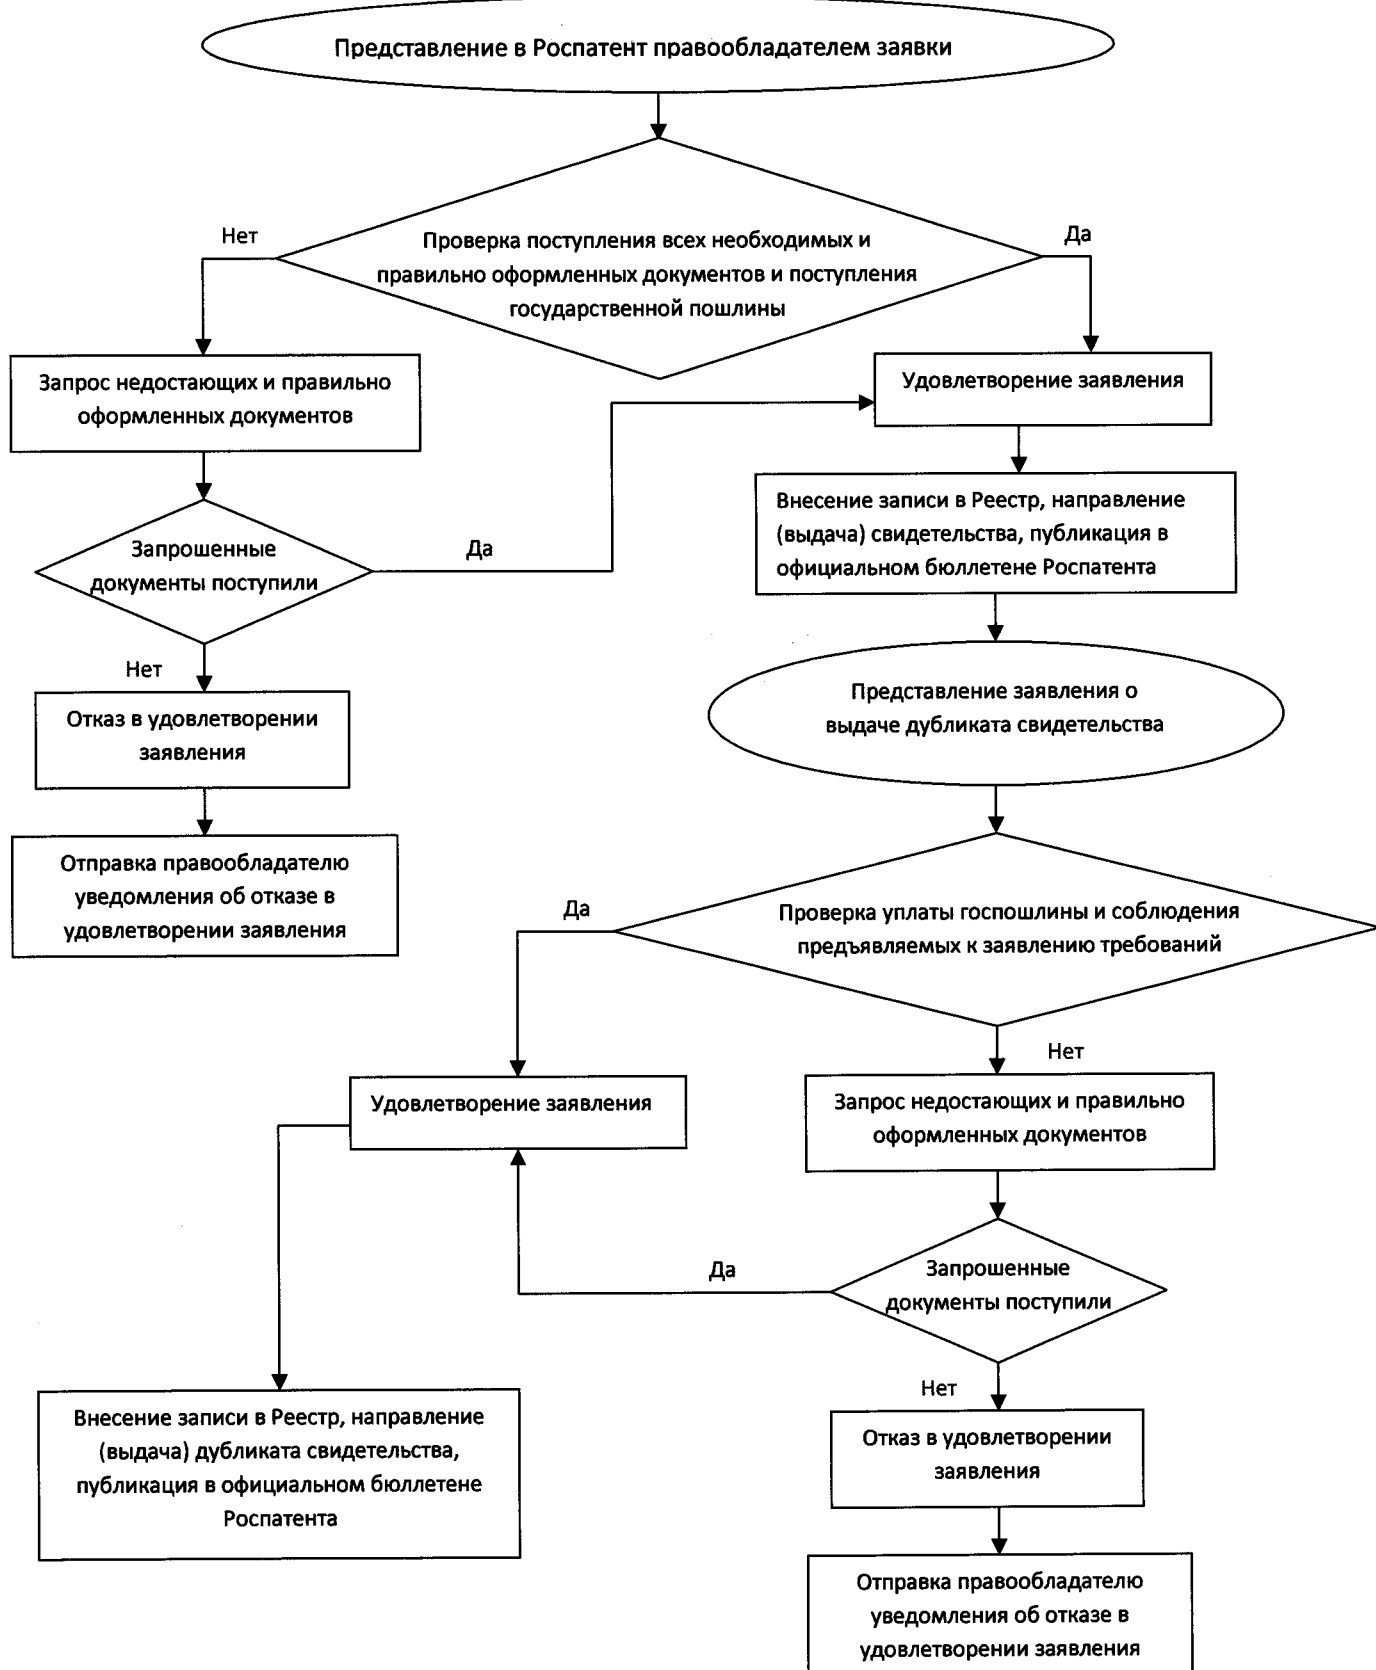 Представление в Роспатент правообладателем заявки
Нет
Да
Проверка поступления всех необходимых и
правильно оформленных документов и поступления
государственной пошлины
Запрос недостающих и правильно
оформленных документов
Удовлетворение заявления
Внесение записи в Реестр, направление
(выдача) свидетельства, публикация в
официальном бюллетене Роспатента
Запрошенные
документы поступили
Да
Нет
Отказ в удовлетворении
заявления
Представление заявления о
выдаче дубликата свидетельства
Отправка правообладателю
уведомления об отказе в
удовлетворении заявления
Да
Проверка уплаты госпошлины и соблюдения
предъявляемых к заявлению требований
Нет
Удовлетворение заявления
Запрос недостающих и правильно
оформленных документов
Да
Запрошенные
документы поступили
Нет
Внесение записи в Реестр, направление
(выдача) дубликата свидетельства,
публикация в официальном бюллетене
Роспатента
Отказ в удовлетворении
заявления
Отправка правообладателю
уведомления об отказе в
удовлетворении заявления